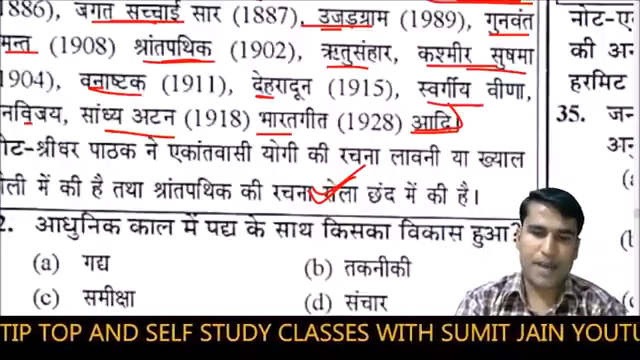 1886), जगत सच्चाई सार (1887), उजड़ग्राम (1989), गुनवंत
मन्त (1908) श्रांतपथिक (1902), ऋतुसंहार, कश्मीर सुषमा
1904), वनाष्टक (1911), देहरादून (1915), स्वर्गीय वीणा,
सांध्य अटन (1918) भारतगीत (1928) आदि।
नोट-श्रीधर पाठक ने एकांतवासी योगी की रचना लावनी या ख्याल
में की है तथा श्रांतपथिक की रचना रोला छंद में की है।
2. आधुनिक काल में पद्य के साथ किसका विकास हुआ?
(a) गद्य (b) तकनीकी
(c) समीक्षा (d) संचार
नोट-
की
हरमिट
35.
TIP TOP AND SELF STUDY CLASSES WITH SUMIT JAIN YOUTU